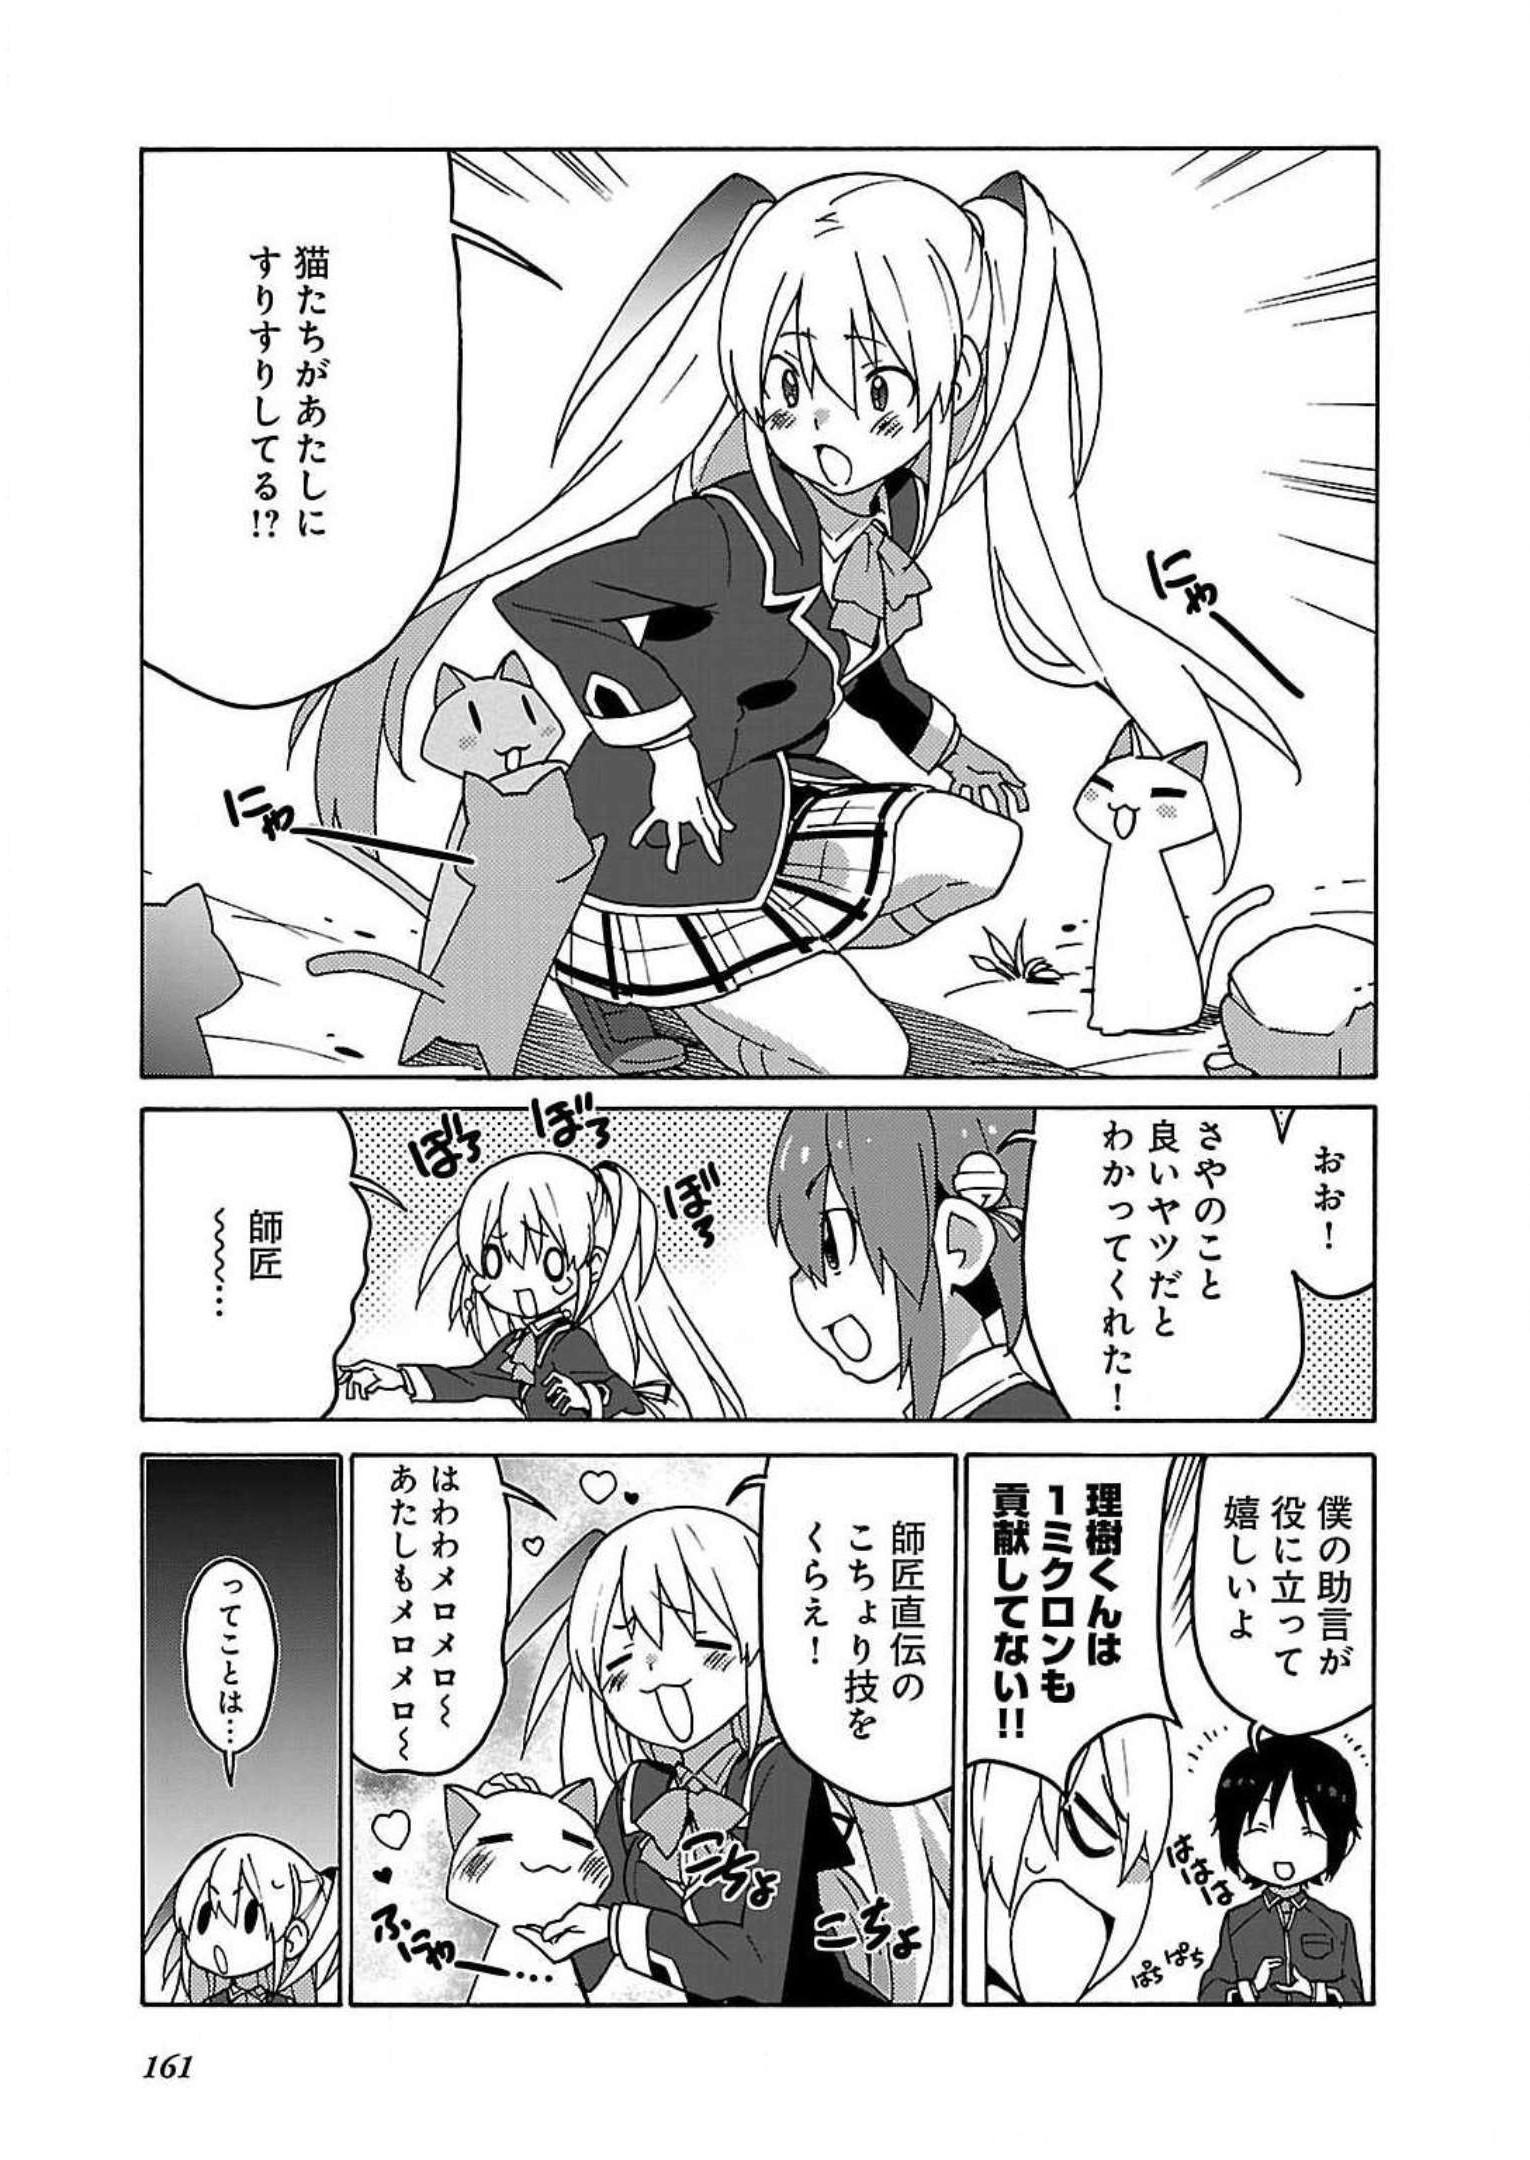 猫たちがあたしに
すりすりしてる!?
にゃー
にゃー
おお!
さやのこと
良いヤツだと
わかってくれた!
ぼろ
ぼろ
ぼろ
師匠
〜〜〜…
僕の助言が
役に立って
嬉しいよ
ははは
ぱち
ぱち
理樹くんは
1ミクロンも
貢献してない!!
師匠直伝の
こちょり技を
くらえ!
こちょ
こちょ
はわわメロメロ〜
あたしもメロメロ〜
ふにゃー…
ってことは…
161